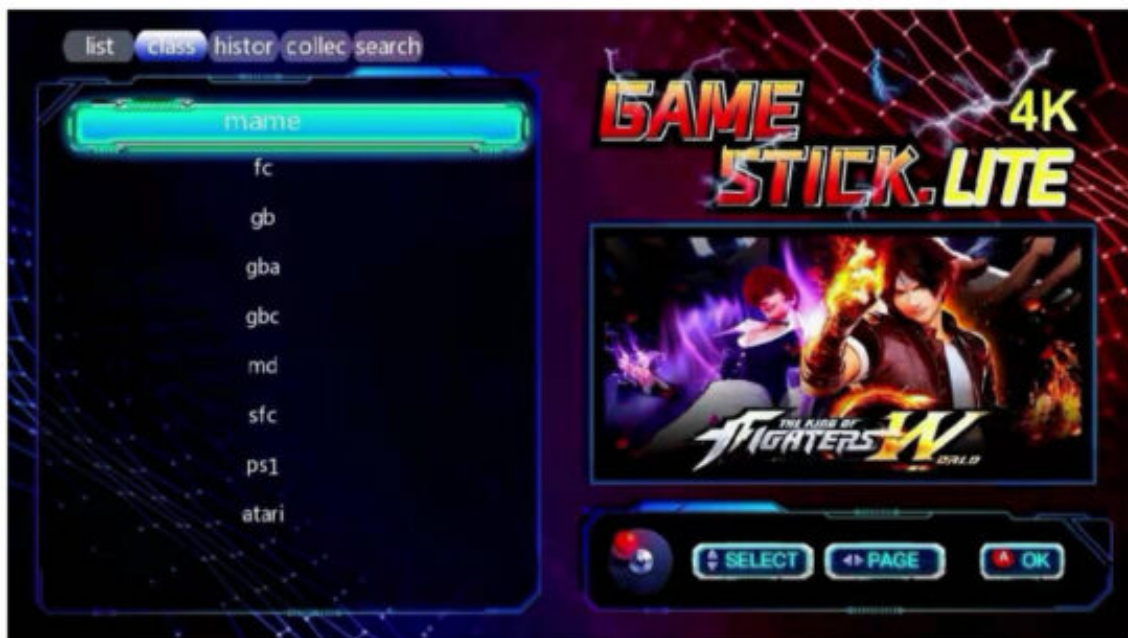 list class histor collec search
mame
fc
gb
gba
gbc
md
sfc
ps1
atari
GAME 4K
STICK. LITE
THE KING OF
FIGHTERS WORLD
SELECT PAGE A OK